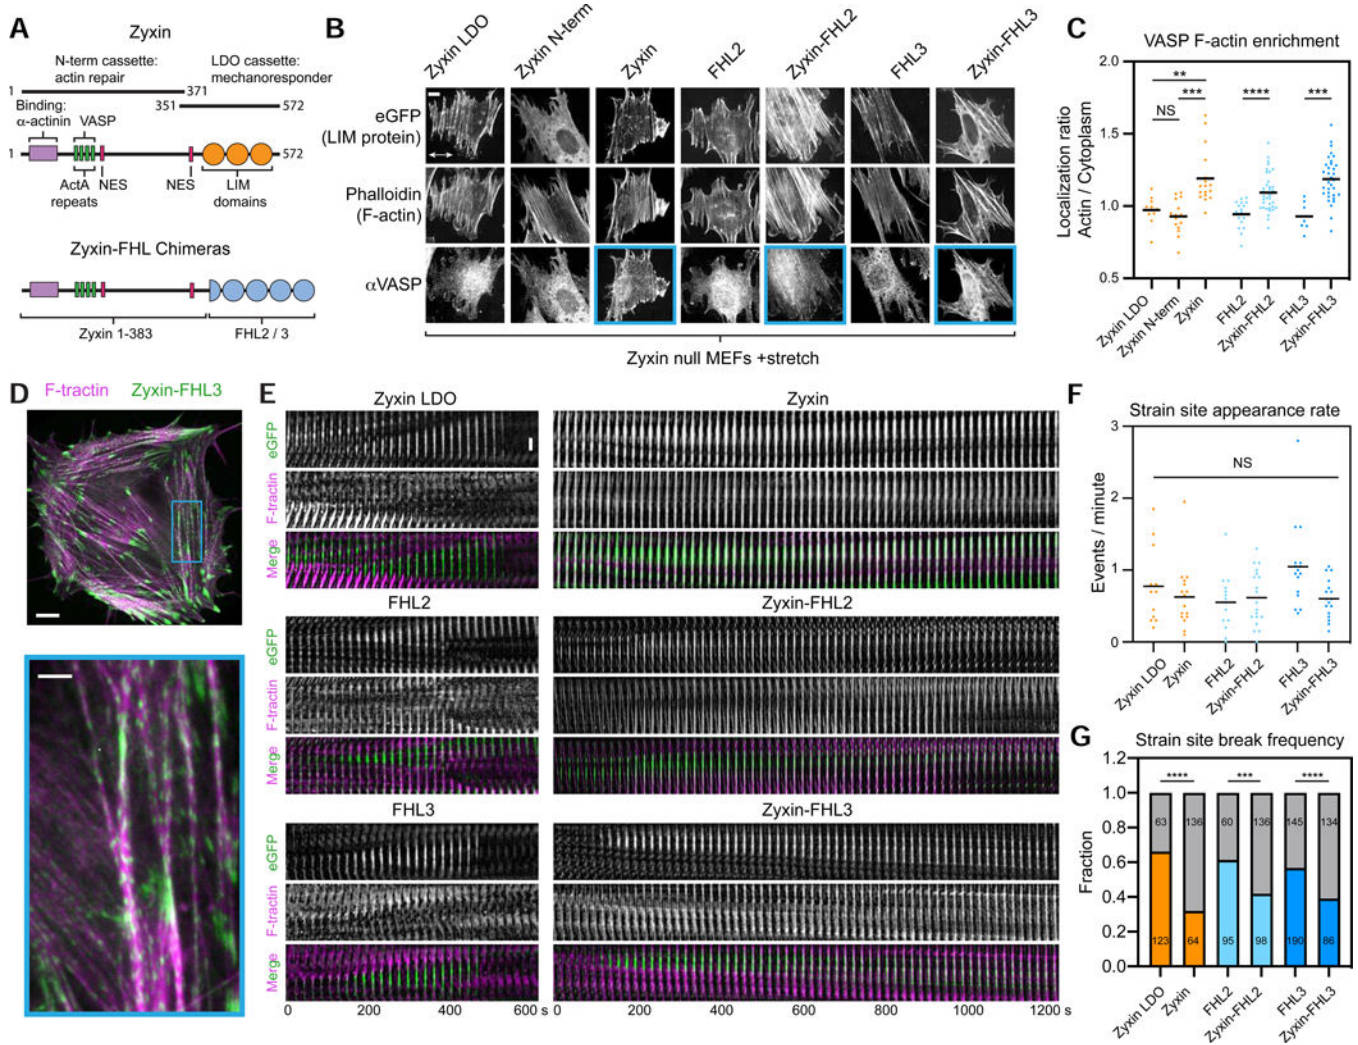 A
Zyxin
N-term cassette:
actin repair
LDO cassette:
mechanoresponder
1
371
351
572
Binding:
α-actinin
VASP
1
572
ActA
repeats
NES
NES
LIM
domains
Zyxin-FHL Chimeras
Zyxin 1-383
FHL2 / 3
B
Zyxin LDO
Zyxin N-term
Zyxin
FHL2
Zyxin-FHL2
FHL3
Zyxin-FHL3
eGFP
(LIM protein)
Phalloidin
(F-actin)
αVASP
Zyxin null MEFs +stretch
C
VASP F-actin enrichment
Localization ratio
Actin / Cytoplasm
2.0
1.5
1.0
0.5
**
NS
***
****
***
Zyxin LDO
Zyxin N-term
Zyxin
FHL2
Zyxin-FHL2
FHL3
Zyxin-FHL3
D
F-tractin
Zyxin-FHL3
E
Zyxin LDO
Zyxin
eGFP
F-tractin
Merge
FHL2
Zyxin-FHL2
eGFP
F-tractin
Merge
FHL3
Zyxin-FHL3
eGFP
F-tractin
Merge
0
200
400
600 s
0
200
400
600
800
1000
1200 s
F
Strain site appearance rate
Events / minute
3
2
1
0
NS
Zyxin LDO
Zyxin
FHL2
Zyxin-FHL2
FHL3
Zyxin-FHL3
G
Strain site break frequency
Fraction
1.2
1.0
0.8
0.6
0.4
0.2
0.0
****
***
****
63
136
60
136
145
134
123
64
95
98
190
86
Zyxin LDO
Zyxin
FHL2
Zyxin-FHL2
FHL3
Zyxin-FHL3